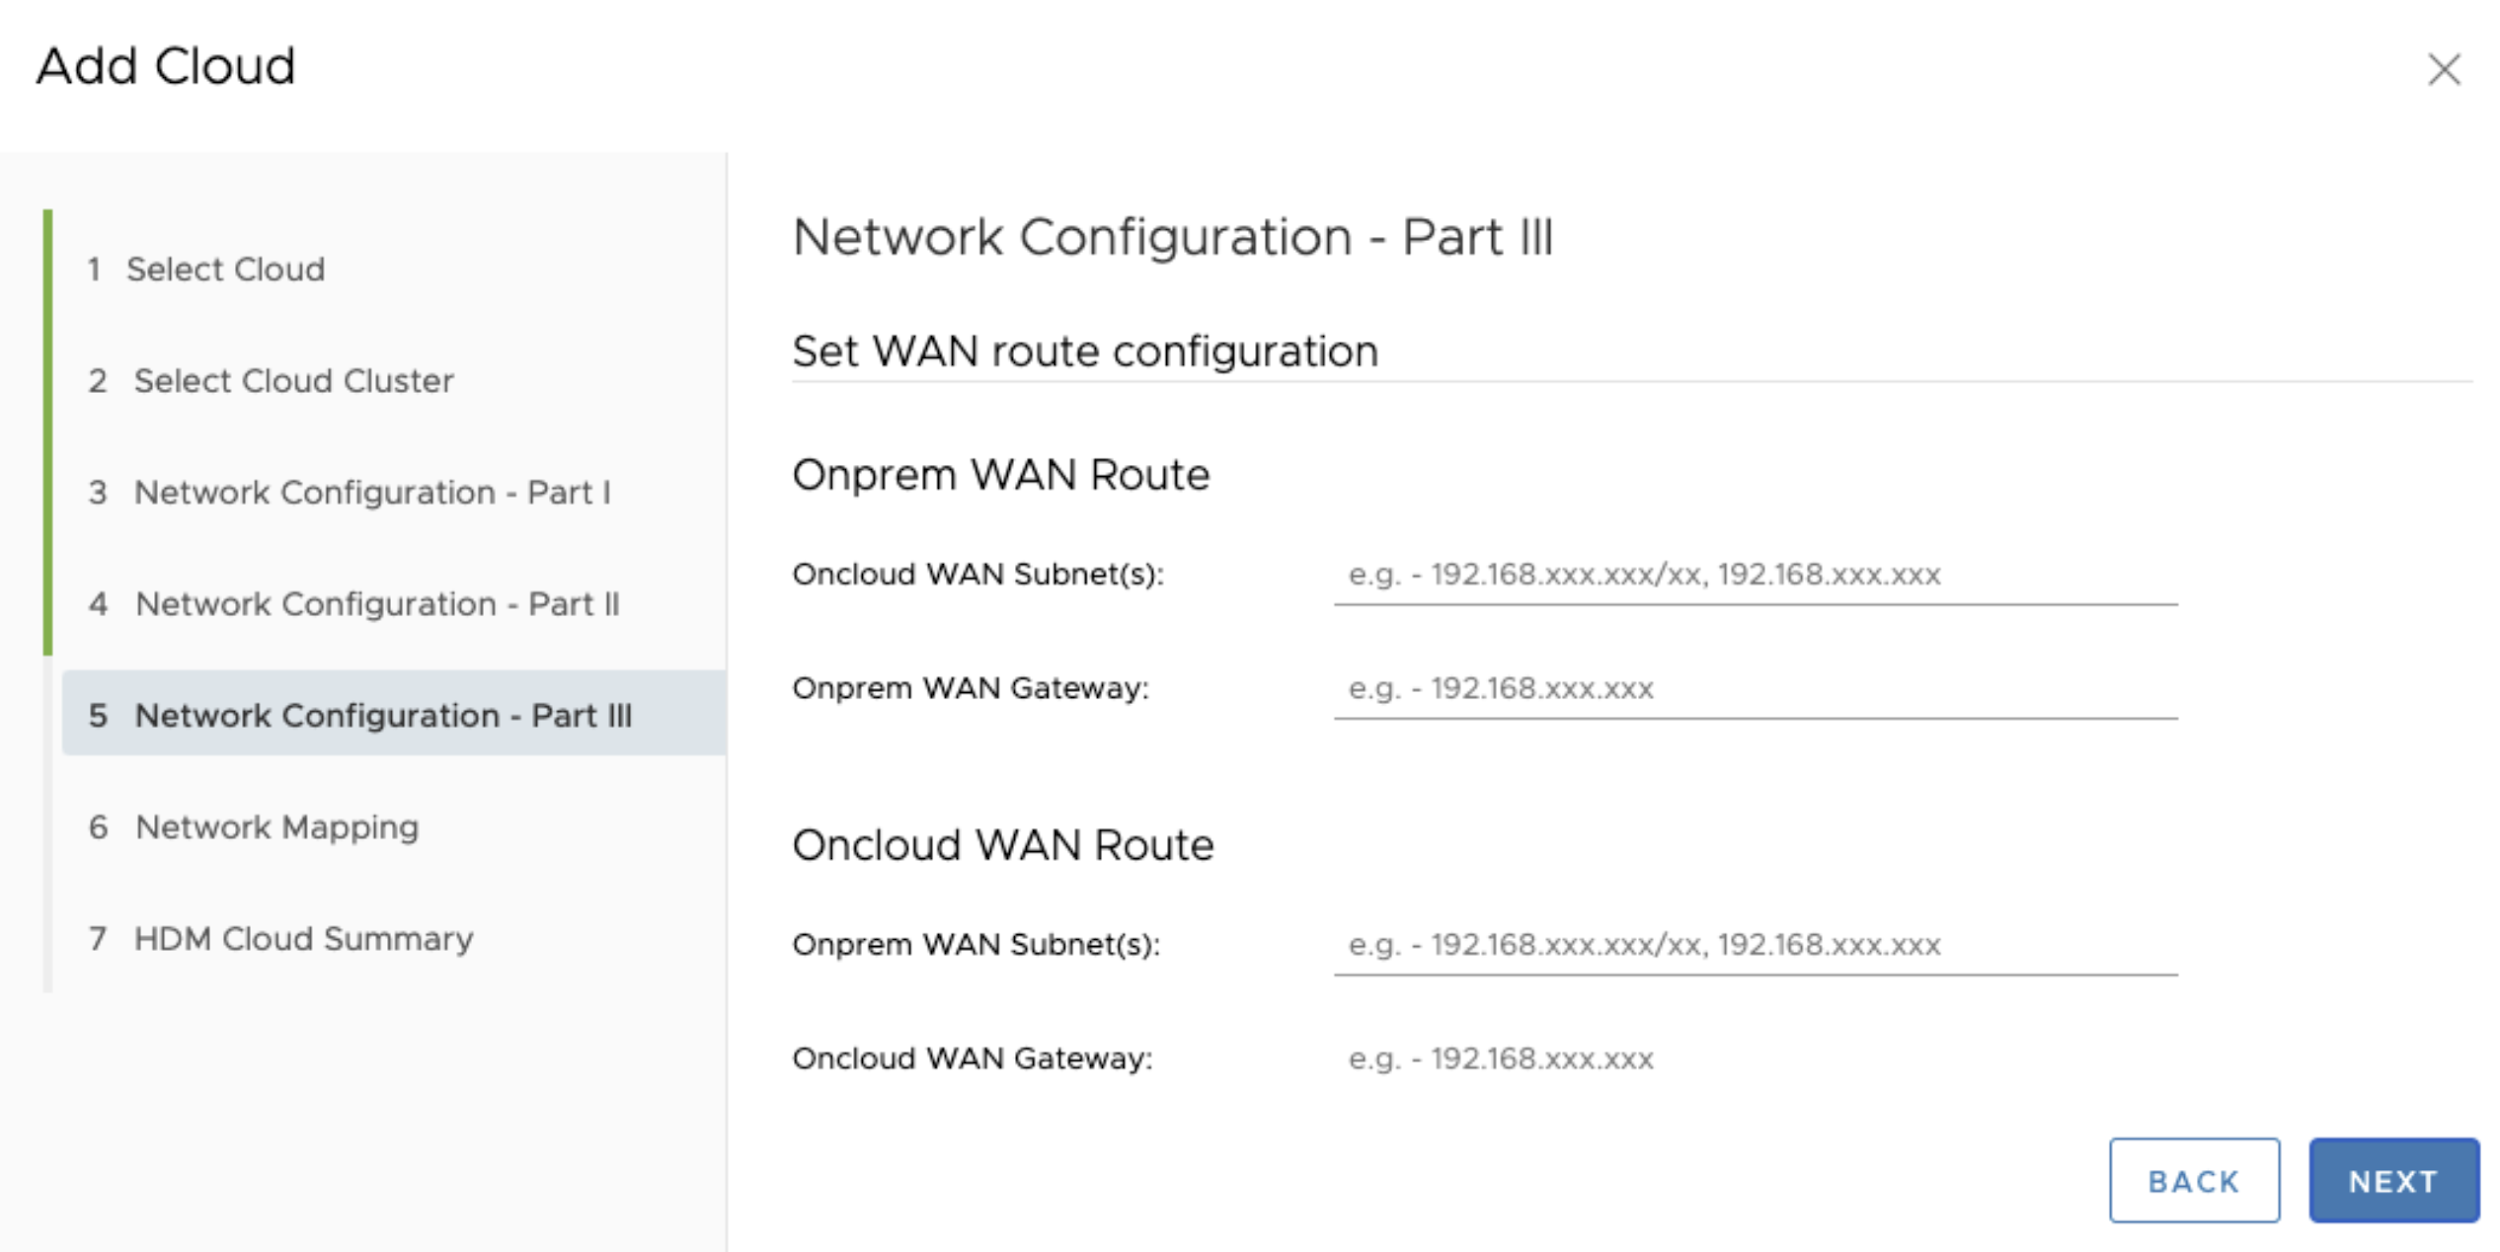 Add Cloud
1 Select Cloud
2 Select Cloud Cluster
3 Network Configuration - Part I
4 Network Configuration - Part II
5 Network Configuration - Part III
6 Network Mapping
7 HDM Cloud Summary
Network Configuration - Part III
Set WAN route configuration
Onprem WAN Route
Oncloud WAN Subnet(s): e.g. - 192.168.xxx.xxx/xx, 192.168.xxx.xxx
Onprem WAN Gateway: e.g. - 192.168.xxx.xxx
Oncloud WAN Route
Onprem WAN Subnet(s): e.g. - 192.168.xxx.xxx/xx, 192.168.xxx.xxx
Oncloud WAN Gateway: e.g. - 192.168.xxx.xxx
BACK NEXT